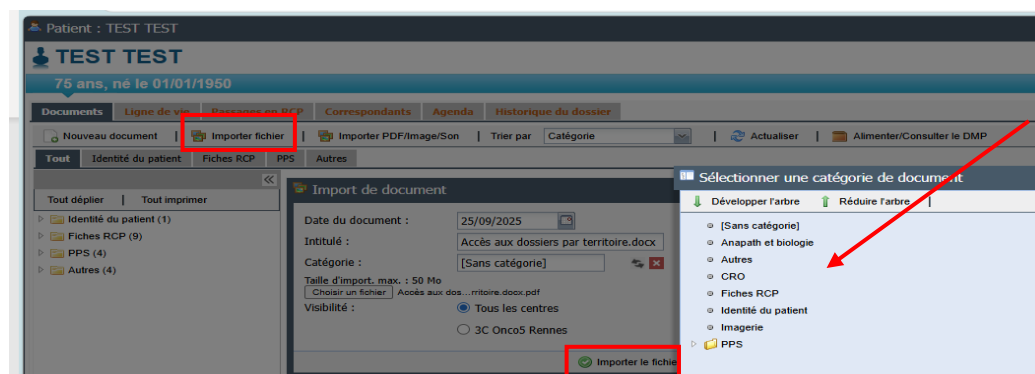 Patient : TEST TEST
TEST TEST
75 ans, né le 01/01/1950
Documents Ligne de vie Passages en RCP Correspondants Agenda Historique du dossier
Nouveau document | Importer fichier | Importer PDF/Image/Son | Trier par Catégorie | Actualiser | Alimenter/Consulter le DMP
Tout Identité du patient Fiches RCP PPS Autres
Tout déplier | Tout imprimer
Identité du patient (1)
Fiches RCP (9)
PPS (4)
Autres (4)
Import de document
Date du document : 25/09/2025
Intitulé : Accès aux dossiers par territoire.docx
Catégorie : [Sans catégorie]
Taille d'import. max. : 50 Mo
Choisir un fichier Accès aux dos...rritoire.docx.pdf
Visibilité : Tous les centres
3C Onco5 Rennes
Importer le fichie
Sélectionner une catégorie de document
Développer l'arbre Réduire l'arbre |
[Sans catégorie]
Anapath et biologie
Autres
CRO
Fiches RCP
Identité du patient
Imagerie
PPS